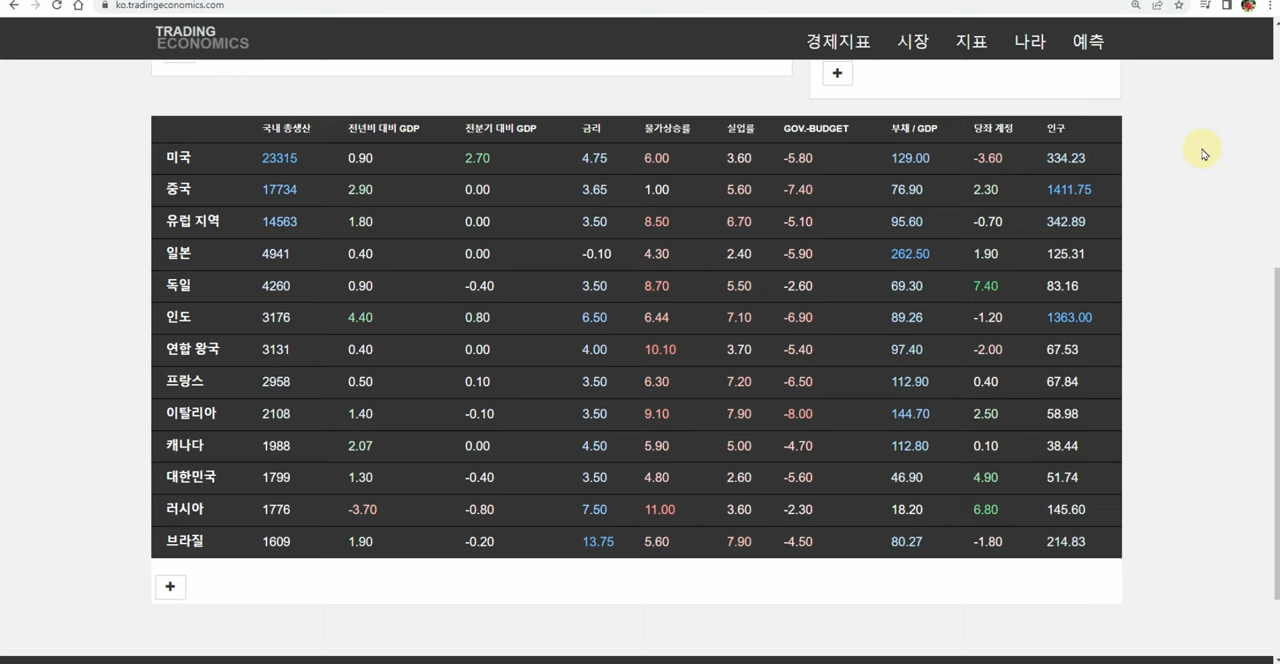 ko.tradingeconomics.com
TRADING
ECONOMICS
경제지표 시장 지표 나라 예측
국내 총생산 전년비 대비 GDP 전분기 대비 GDP 금리 물가상승률 실업률 GOV.-BUDGET 부채 / GDP 당좌 계정 인구
미국 23315 0.90 2.70 4.75 6.00 3.60 -5.80 129.00 -3.60 334.23
중국 17734 2.90 0.00 3.65 1.00 5.60 -7.40 76.90 2.30 1411.75
유럽 지역 14563 1.80 0.00 3.50 8.50 6.70 -5.10 95.60 -0.70 342.89
일본 4941 0.40 0.00 -0.10 4.30 2.40 -5.90 262.50 1.90 125.31
독일 4260 0.90 -0.40 3.50 8.70 5.50 -2.60 69.30 7.40 83.16
인도 3176 4.40 0.80 6.50 6.44 7.10 -6.90 89.26 -1.20 1363.00
연합 왕국 3131 0.40 0.00 4.00 10.10 3.70 -5.40 97.40 -2.00 67.53
프랑스 2958 0.50 0.10 3.50 6.30 7.20 -6.50 112.90 0.40 67.84
이탈리아 2108 1.40 -0.10 3.50 9.10 7.90 -8.00 144.70 2.50 58.98
캐나다 1988 2.07 0.00 4.50 5.90 5.00 -4.70 112.80 0.10 38.44
대한민국 1799 1.30 -0.40 3.50 4.80 2.60 -5.60 46.90 4.90 51.74
러시아 1776 -3.70 -0.80 7.50 11.00 3.60 -2.30 18.20 6.80 145.60
브라질 1609 1.90 -0.20 13.75 5.60 7.90 -4.50 80.27 -1.80 214.83